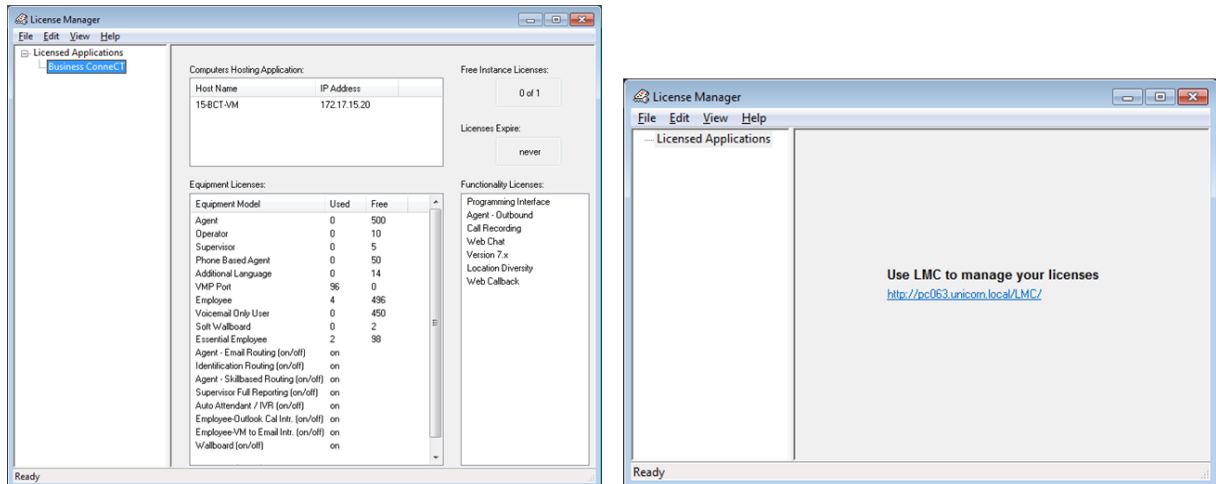 License Manager
File Edit View Help
Licensed Applications
Business ConneCT
Computers Hosting Application:
Host Name IP Address
15-BCT-VM 172.17.15.20
Free Instance Licenses:
0 of 1
Licenses Expire:
never
Equipment Licenses:
Equipment Model Used Free
Agent 0 500
Operator 0 10
Supervisor 0 5
Phone Based Agent 0 50
Additional Language 0 14
VMP Port 96 0
Employee 4 496
Voicemail Only User 0 450
Soft Wallboard 0 2
Essential Employee 2 98
Agent - Email Routing (on/off) on
Identification Routing (on/off) on
Agent - Skillbased Routing (on/off) on
Supervisor Full Reporting (on/off) on
Auto Attendant / IVR (on/off) on
Employee-Outlook Cal Intr. (on/off) on
Employee-VM to Email Intr. (on/off) on
Wallboard (on/off) on
Functionality Licenses:
Programming Interface
Agent - Outbound
Call Recording
Web Chat
Version 7.x
Location Diversity
Web Callback
Ready
License Manager
File Edit View Help
Licensed Applications
Use LMC to manage your licenses
http://pc063.unicorn.local/LMC/
Ready